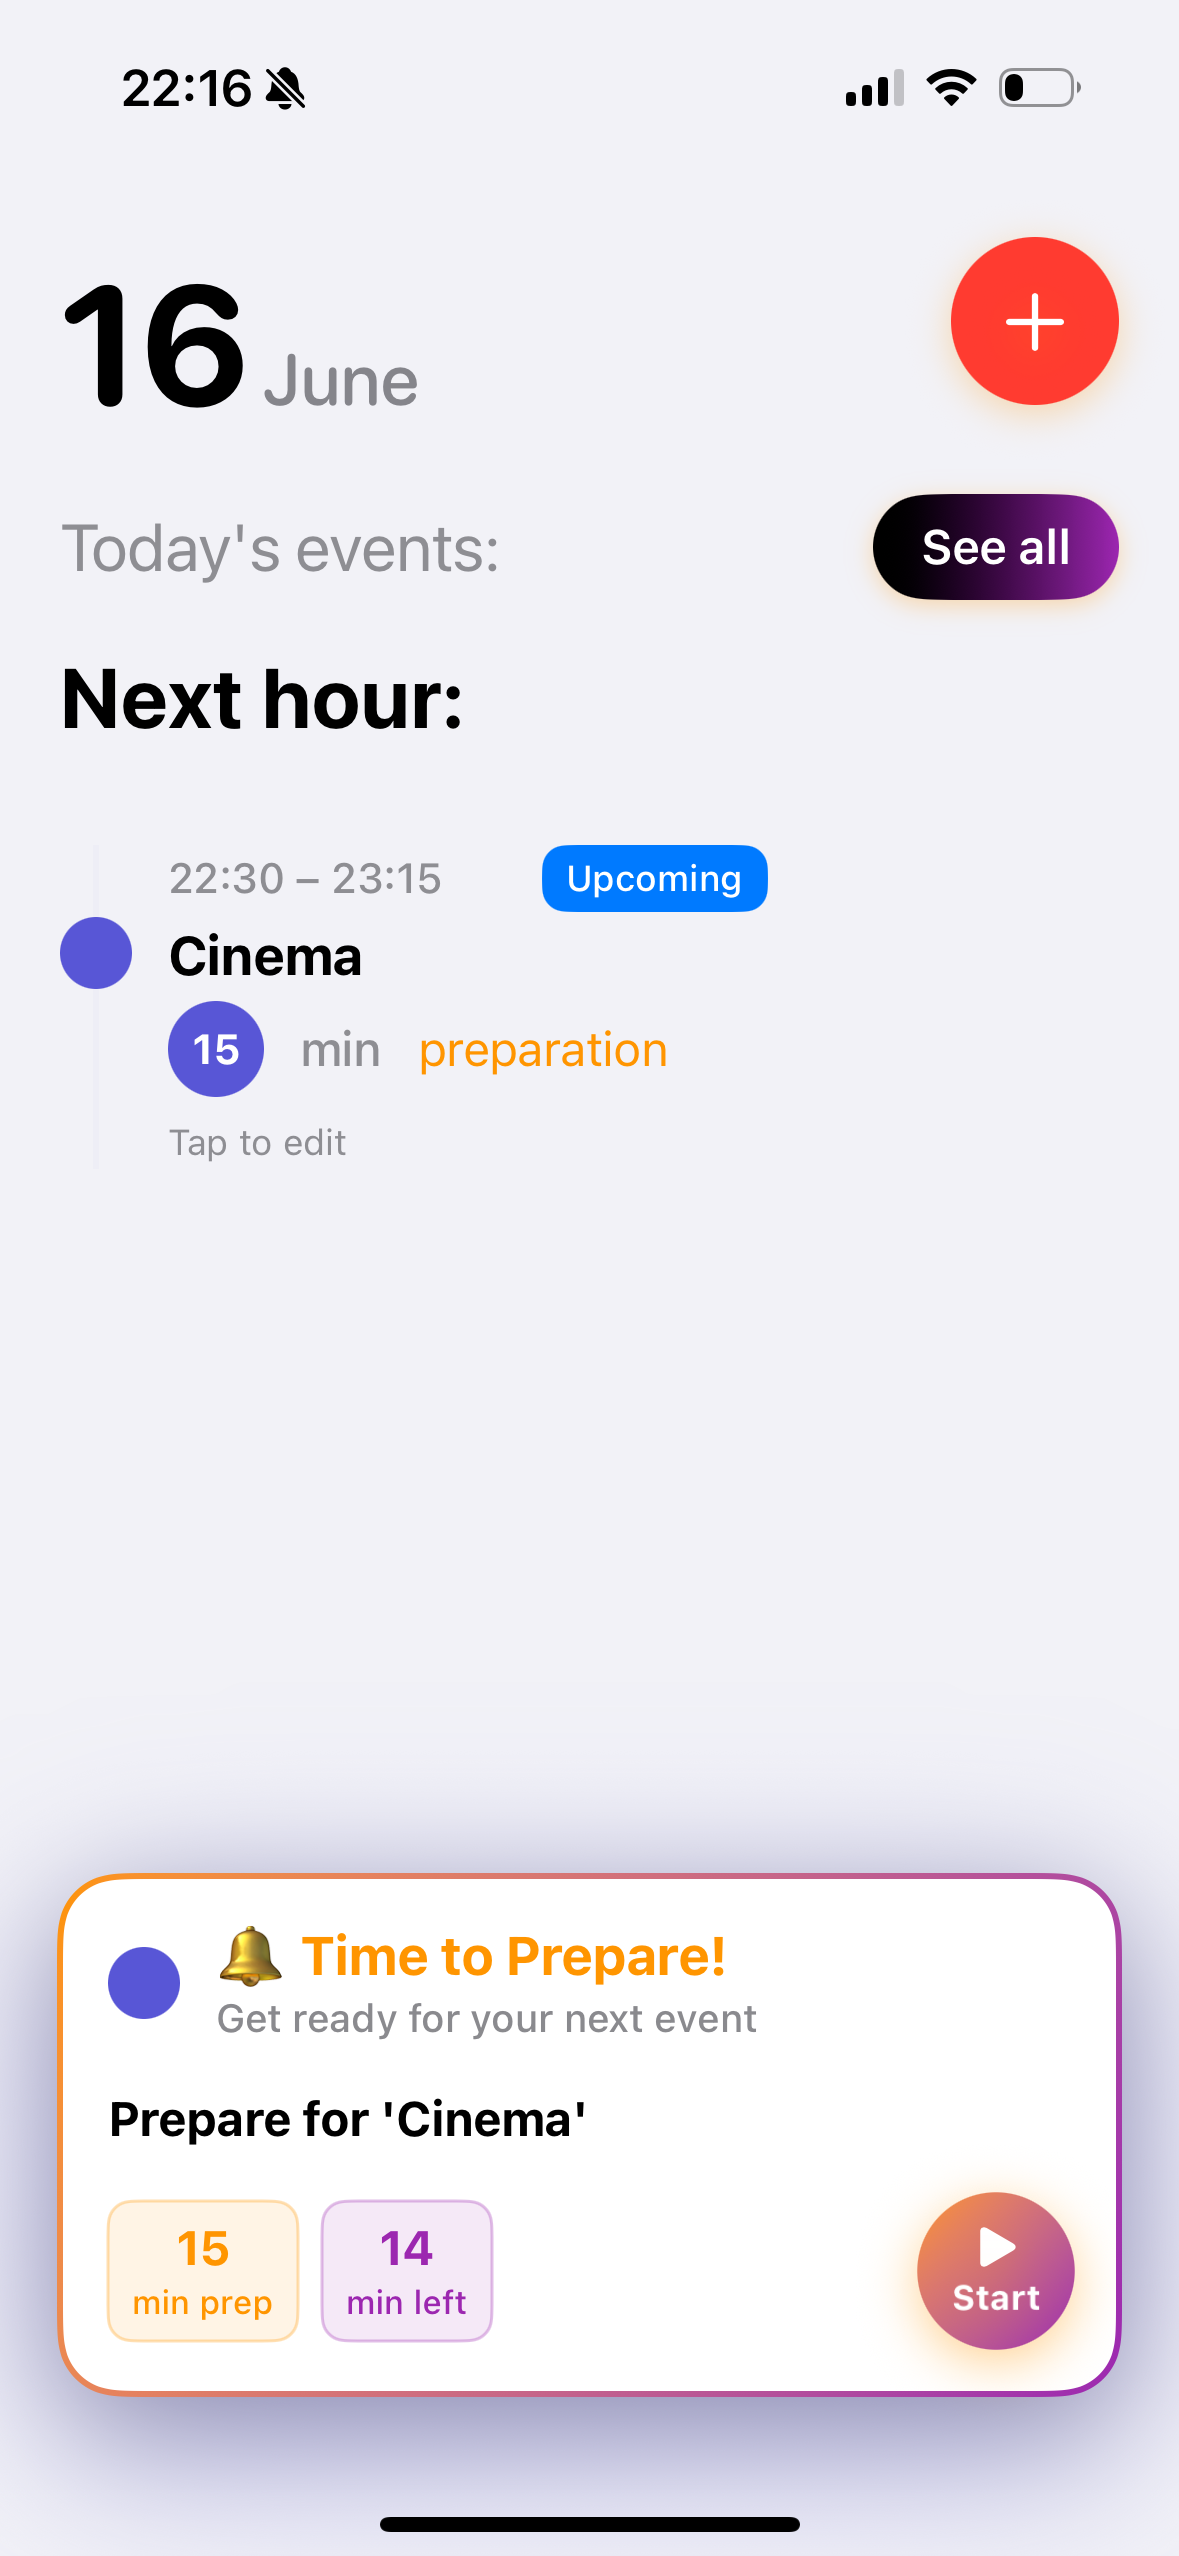 22:16
16 June
Today's events:
See all
Next hour:
22:30 – 23:15
Upcoming
Cinema
15 min preparation
Tap to edit
Time to Prepare!
Get ready for your next event
Prepare for 'Cinema'
15
min prep
14
min left
Start